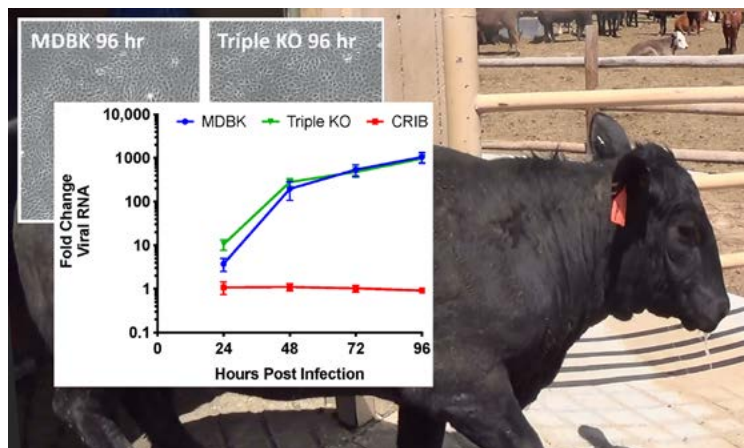 MDBK 96 hr
Triple KO 96 hr
MDBK Triple KO CRIB
Fold Change
Viral RNA
10,000
1000
100
10
1
0.1
0 24 48 72 96
Hours Post Infection